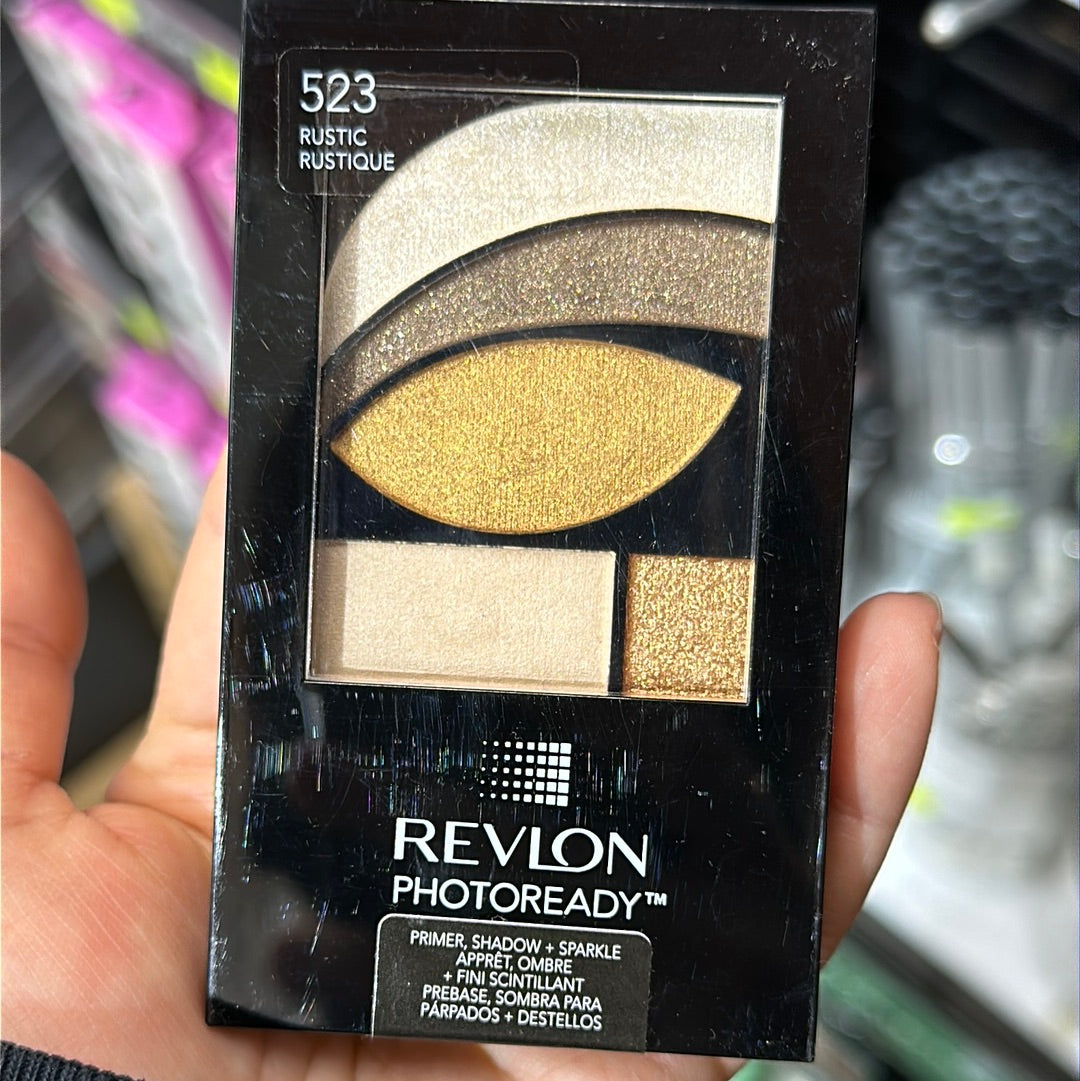 523
RUSTIC
RUSTIQUE
REVLON
PHOTOREADY™
PRIMER, SHADOW + SPARKLE
APPRÊT, OMBRE
+ FINI SCINTILLANT
PREBASE, SOMBRA PARA
PÁRPADOS + DESTELLOS